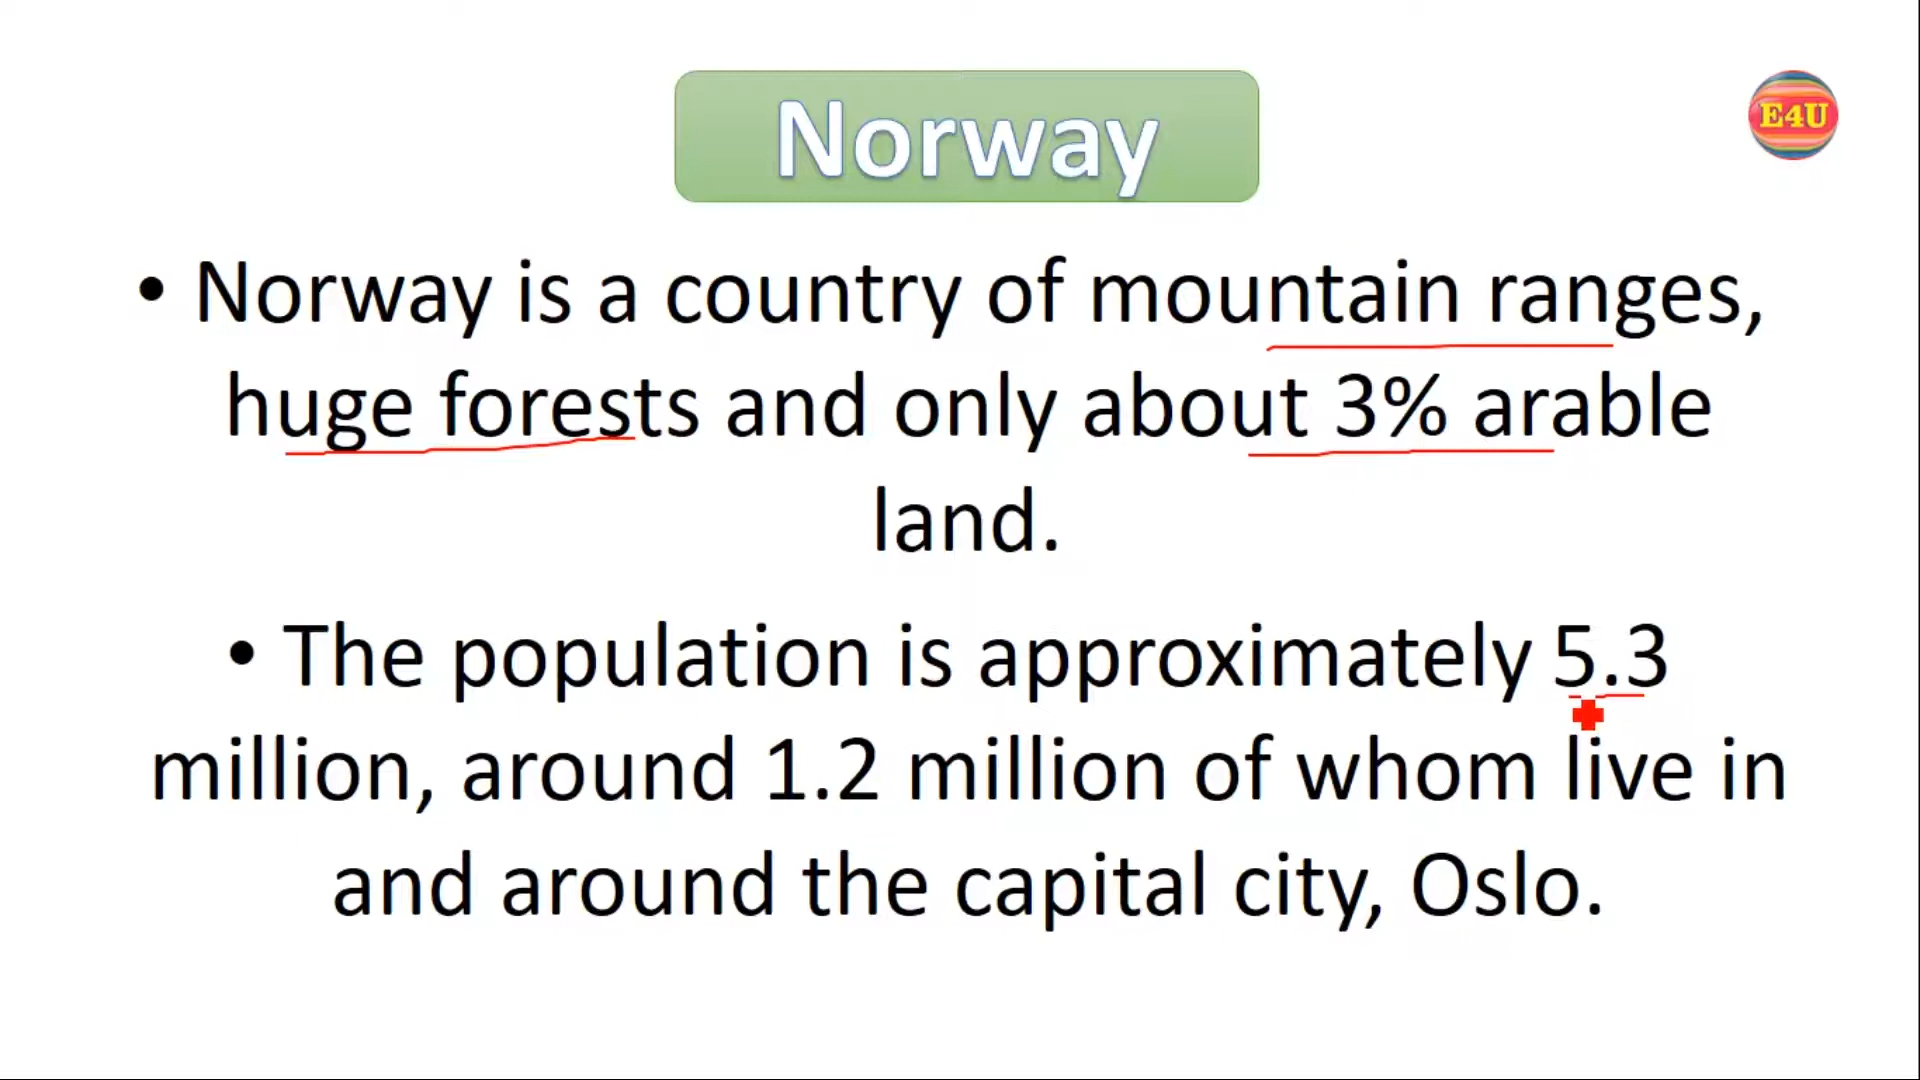 Norway
E4U
• Norway is a country of mountain ranges,
huge forests and only about 3% arable
land.
• The population is approximately 5.3
million, around 1.2 million of whom live in
and around the capital city, Oslo.